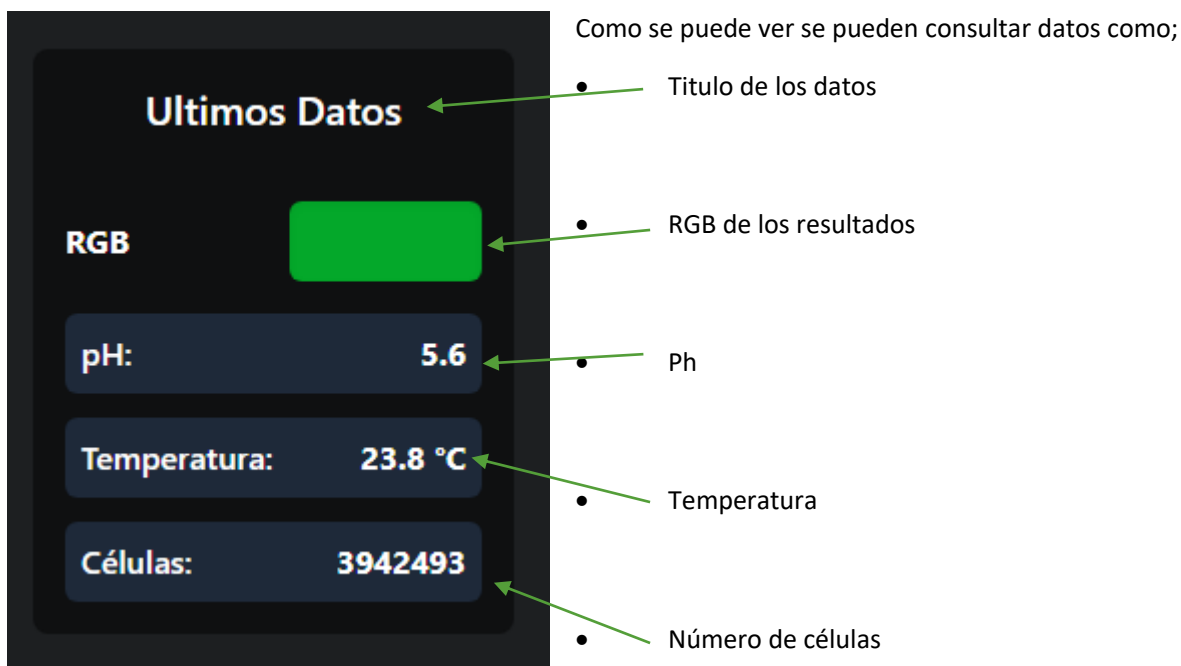 Ultimos Datos
RGB
pH: 5.6
Temperatura: 23.8 °C
Células: 3942493
Como se puede ver se pueden consultar datos como;
• Titulo de los datos
• RGB de los resultados
• Ph
• Temperatura
• Número de células